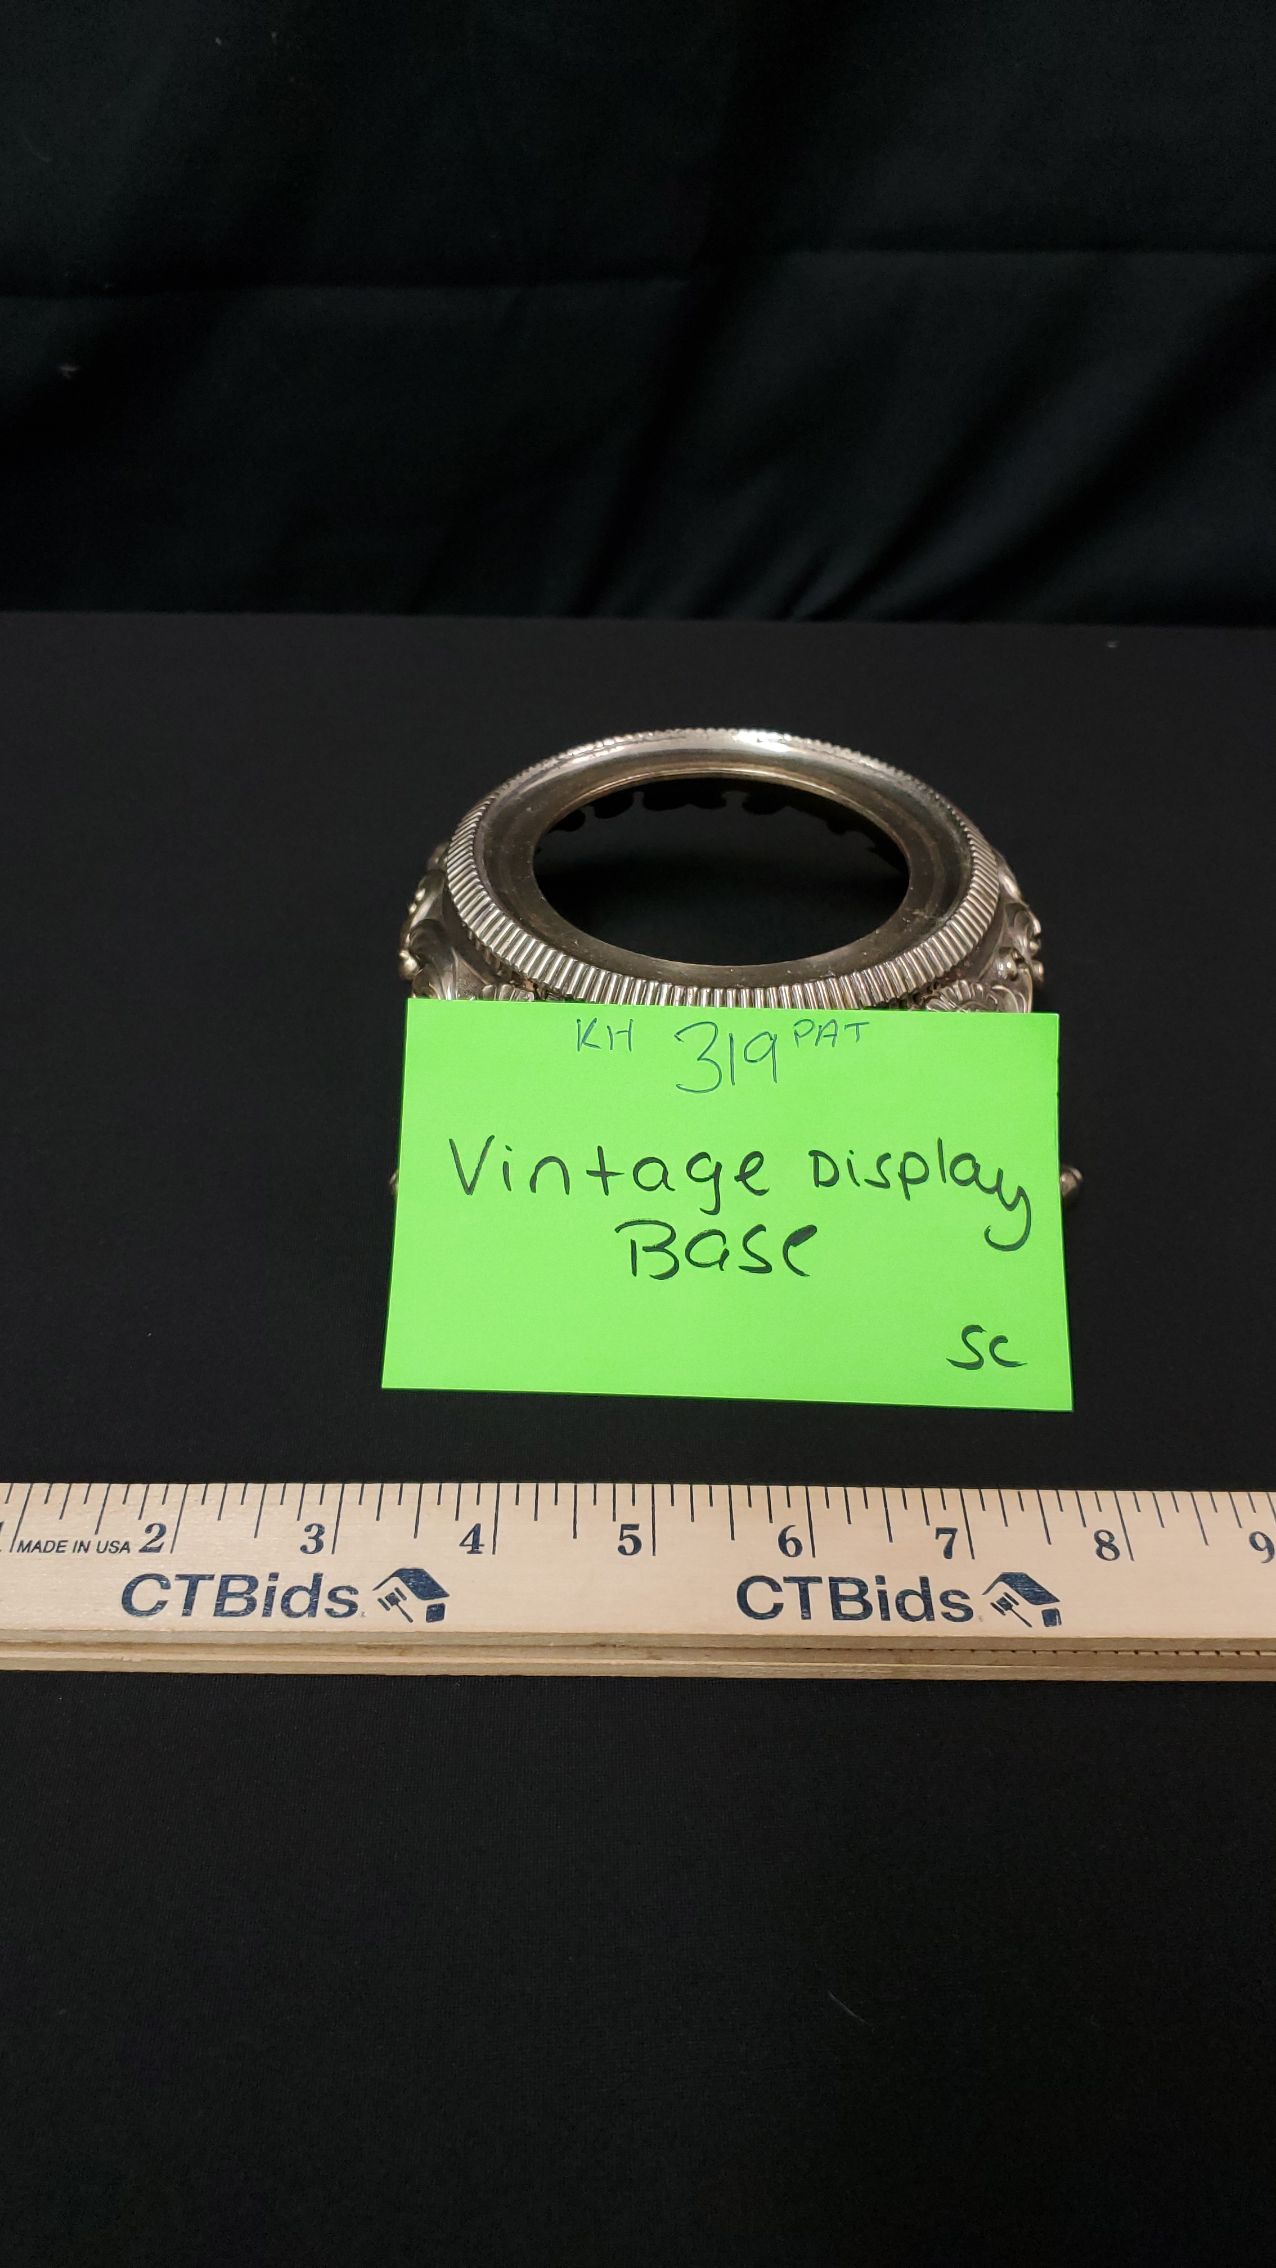 KH 319 PAT
Vintage Display
Base
SC
1 MADE IN USA 2 3 4 5 6 7 8 9
CTBids CTBids